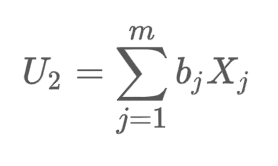 U_2 = \sum_{j=1}^{m} b_j X_j